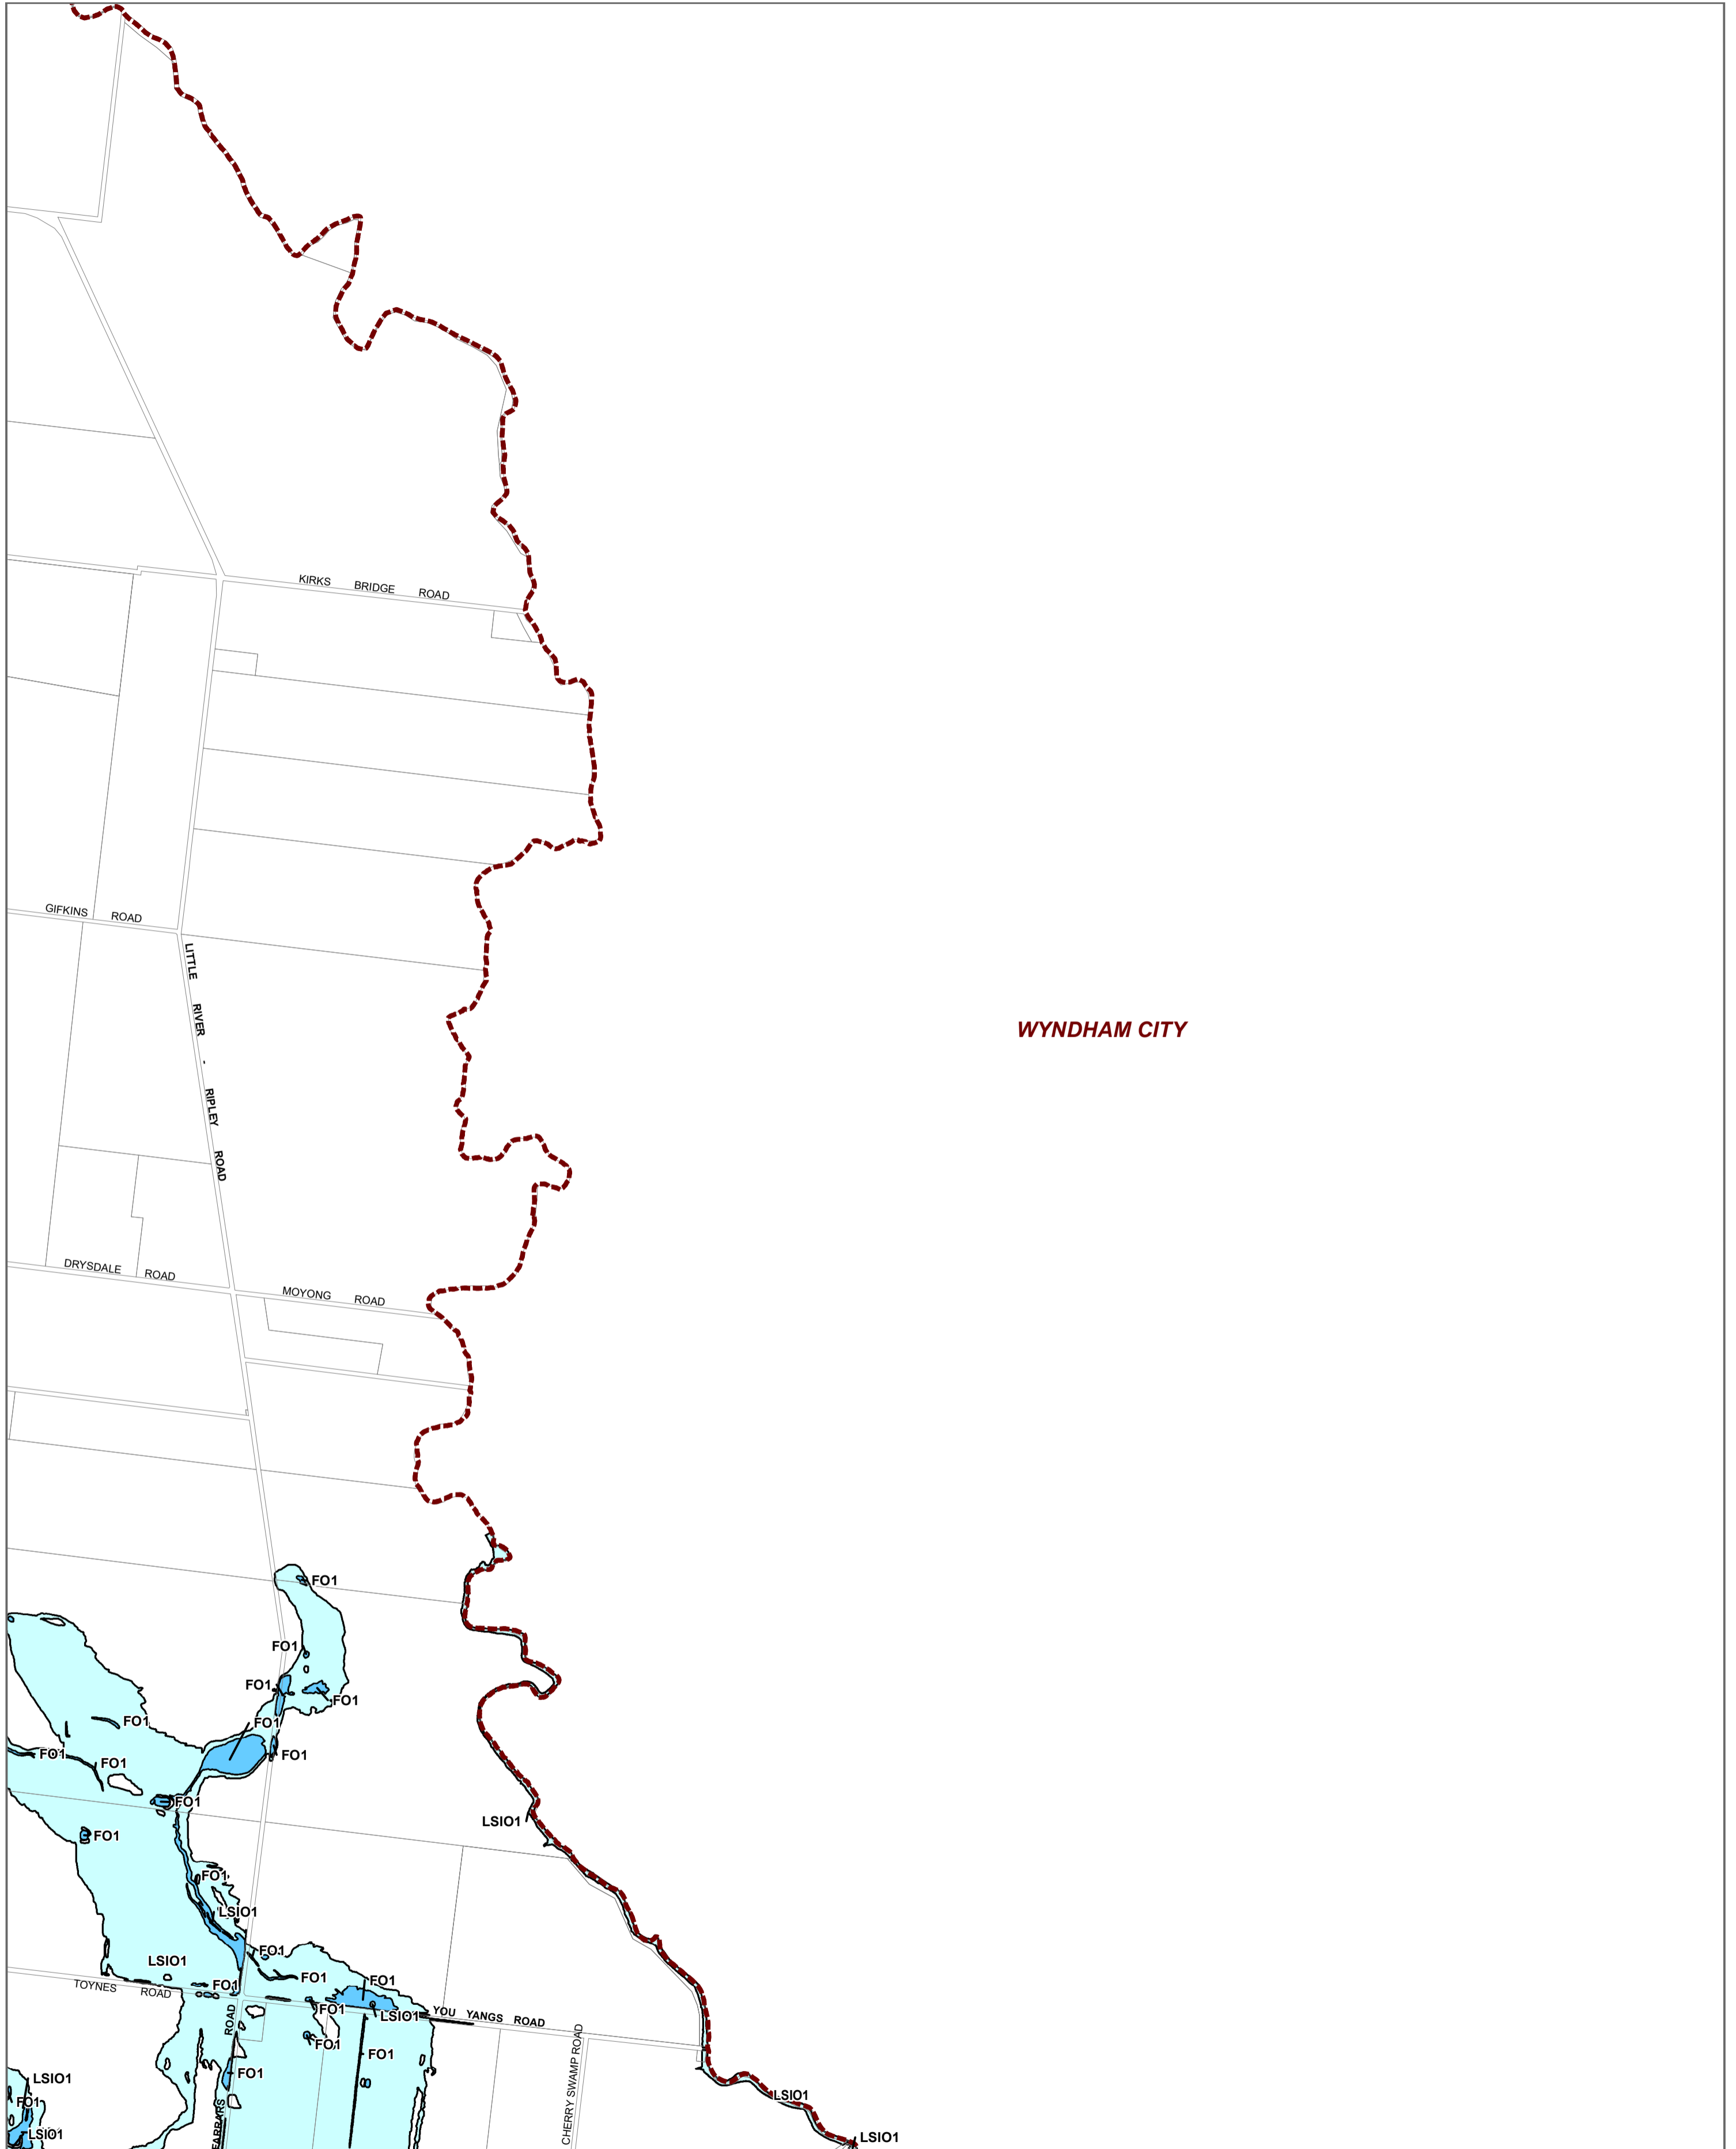 KIRKS BRIDGE ROAD
GIFKINS ROAD
LITTLE RIVER - RIPLEY ROAD
WYNDHAM CITY
DRYSDALE ROAD
MOYONG ROAD
FO1
FO1
FO1
FO1
FO1
FO1
FO1
FO1
FO1
FO1
LSIO1
FO1
FO1
LSIO1
FO1
LSIO1
FO1
FO1
FO1
TOYNES ROAD
FO1
LSIO1
YOU YANGS ROAD
ROAD
FO1
FO1
FO1
CHERRY SWAMP ROAD
LSIO1
FO1
LSIO1
LSIO1
FARRARS
LSIO1